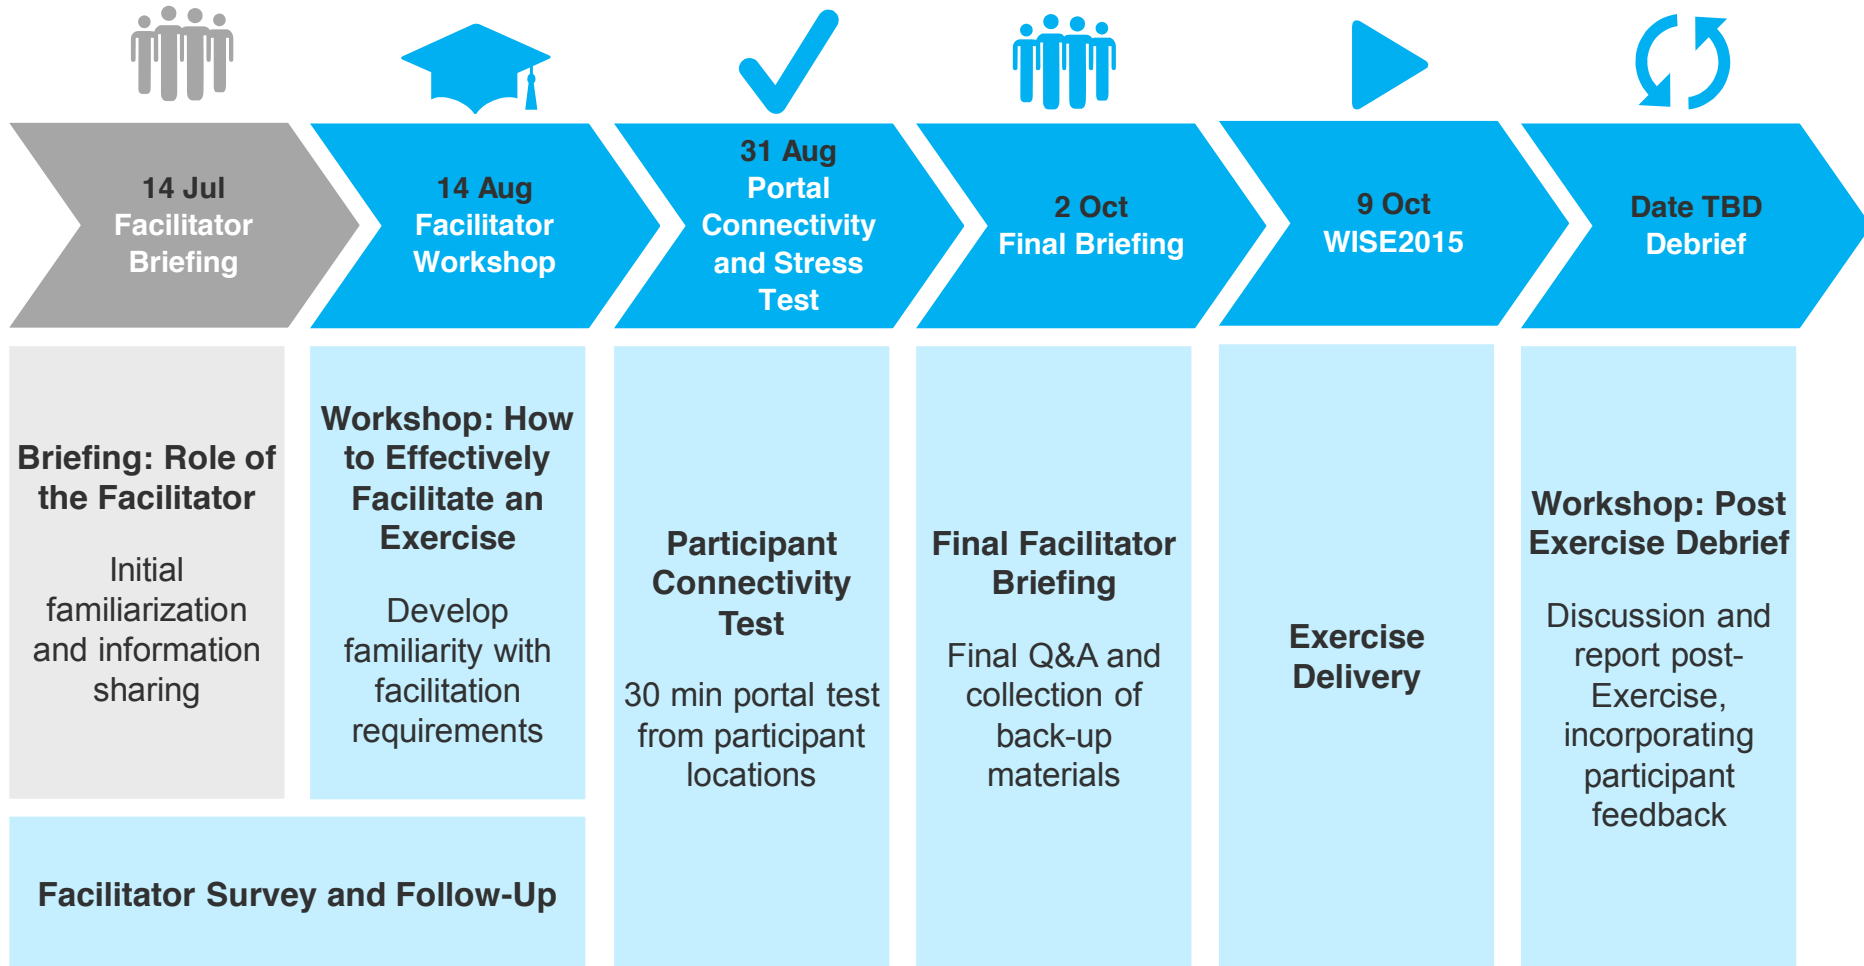 14 Jul
Facilitator
Briefing
14 Aug
Facilitator
Workshop
31 Aug
Portal
Connectivity
and Stress
Test
2 Oct
Final Briefing
9 Oct
WISE2015
Date TBD
Debrief
Briefing: Role of
the Facilitator
Initial
familiarization
and information
sharing
Workshop: How
to Effectively
Facilitate an
Exercise
Develop
familiarity with
facilitation
requirements
Facilitator Survey and Follow-Up
Participant
Connectivity
Test
30 min portal test
from participant
locations
Final Facilitator
Briefing
Final Q&A and
collection of
back-up
materials
Exercise
Delivery
Workshop: Post
Exercise Debrief
Discussion and
report post-
Exercise,
incorporating
participant
feedback